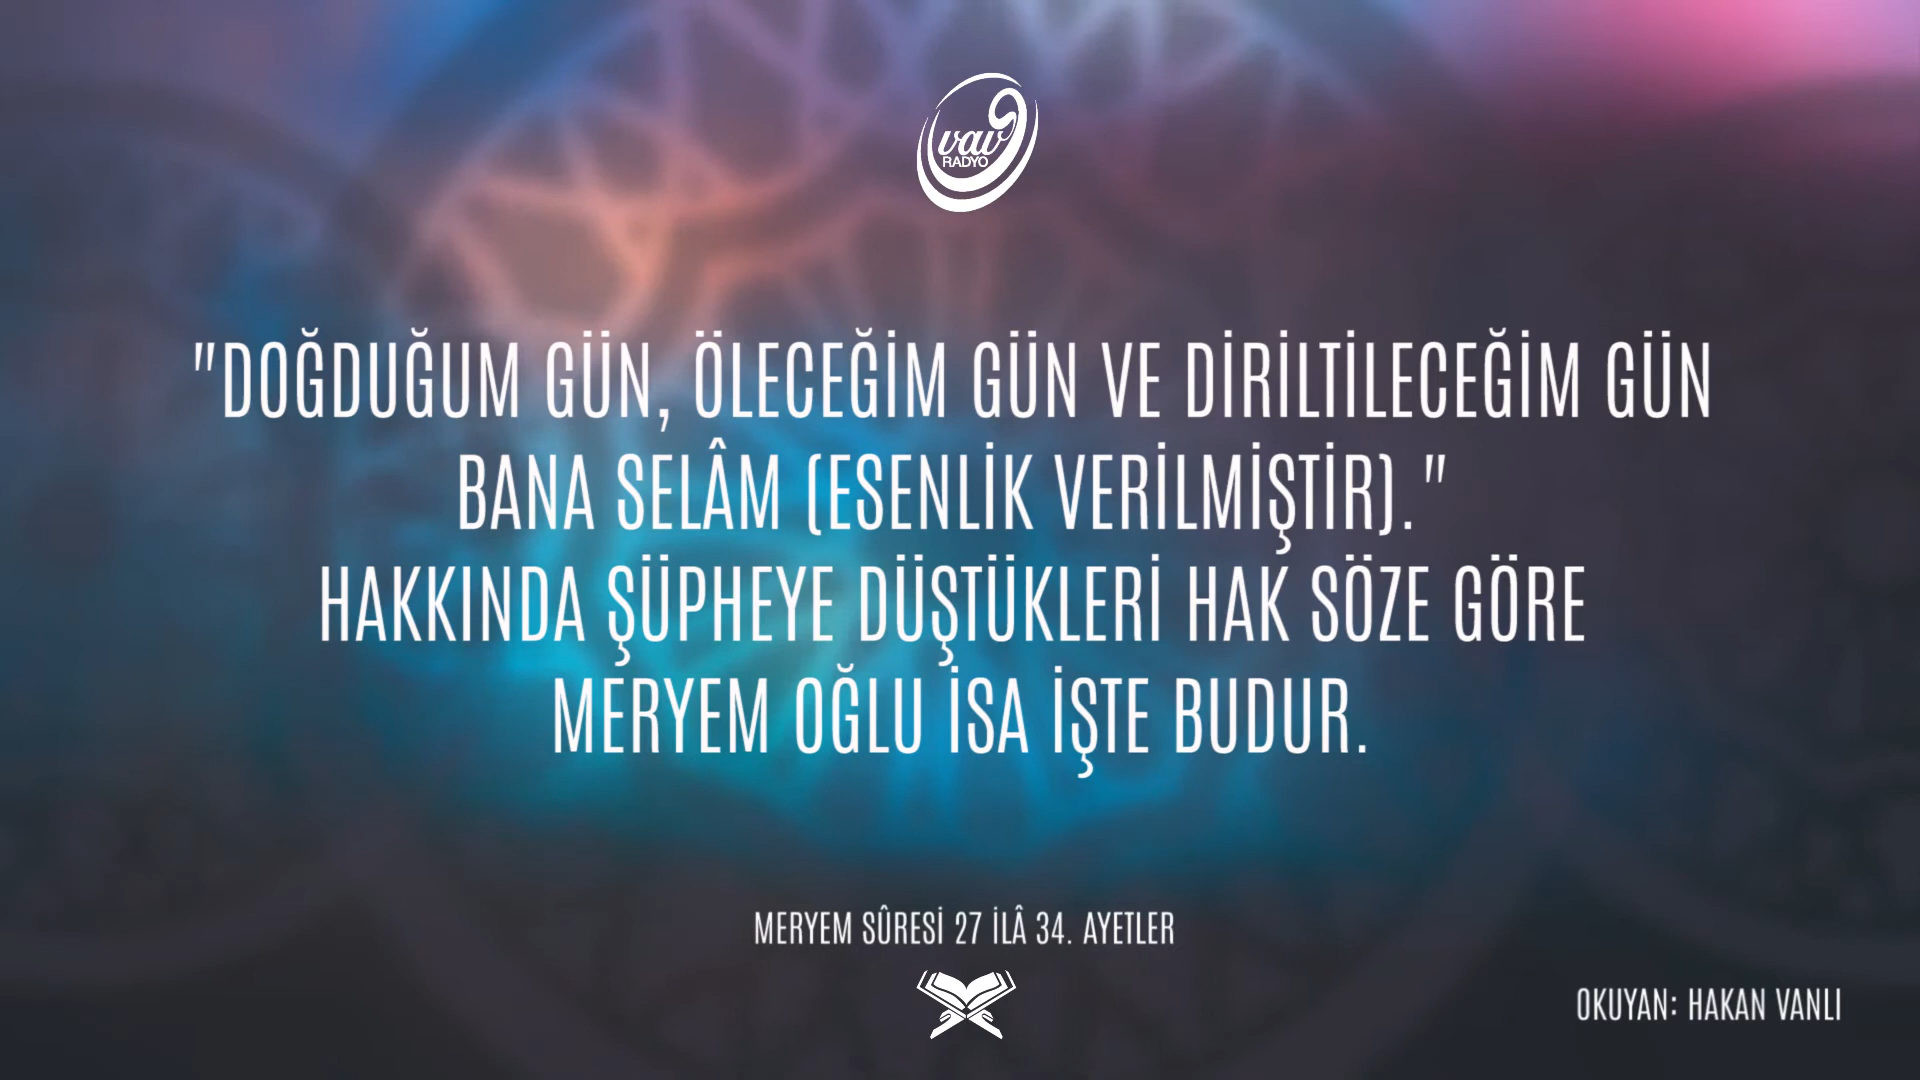 vav
RADYO
"DOĞDUĞUM GÜN, ÖLECEĞİM GÜN VE DİRİLTİLECEĞİM GÜN
BANA SELÂM (ESENLİK VERİLMİŞTİR)."
HAKKINDA ŞÜPHEYE DÜŞTÜKLERİ HAK SÖZE GÖRE
MERYEM OĞLU İSA İŞTE BUDUR.
MERYEM SÛRESİ 27 İLÂ 34. AYETLER
OKUYAN: HAKAN VANLI